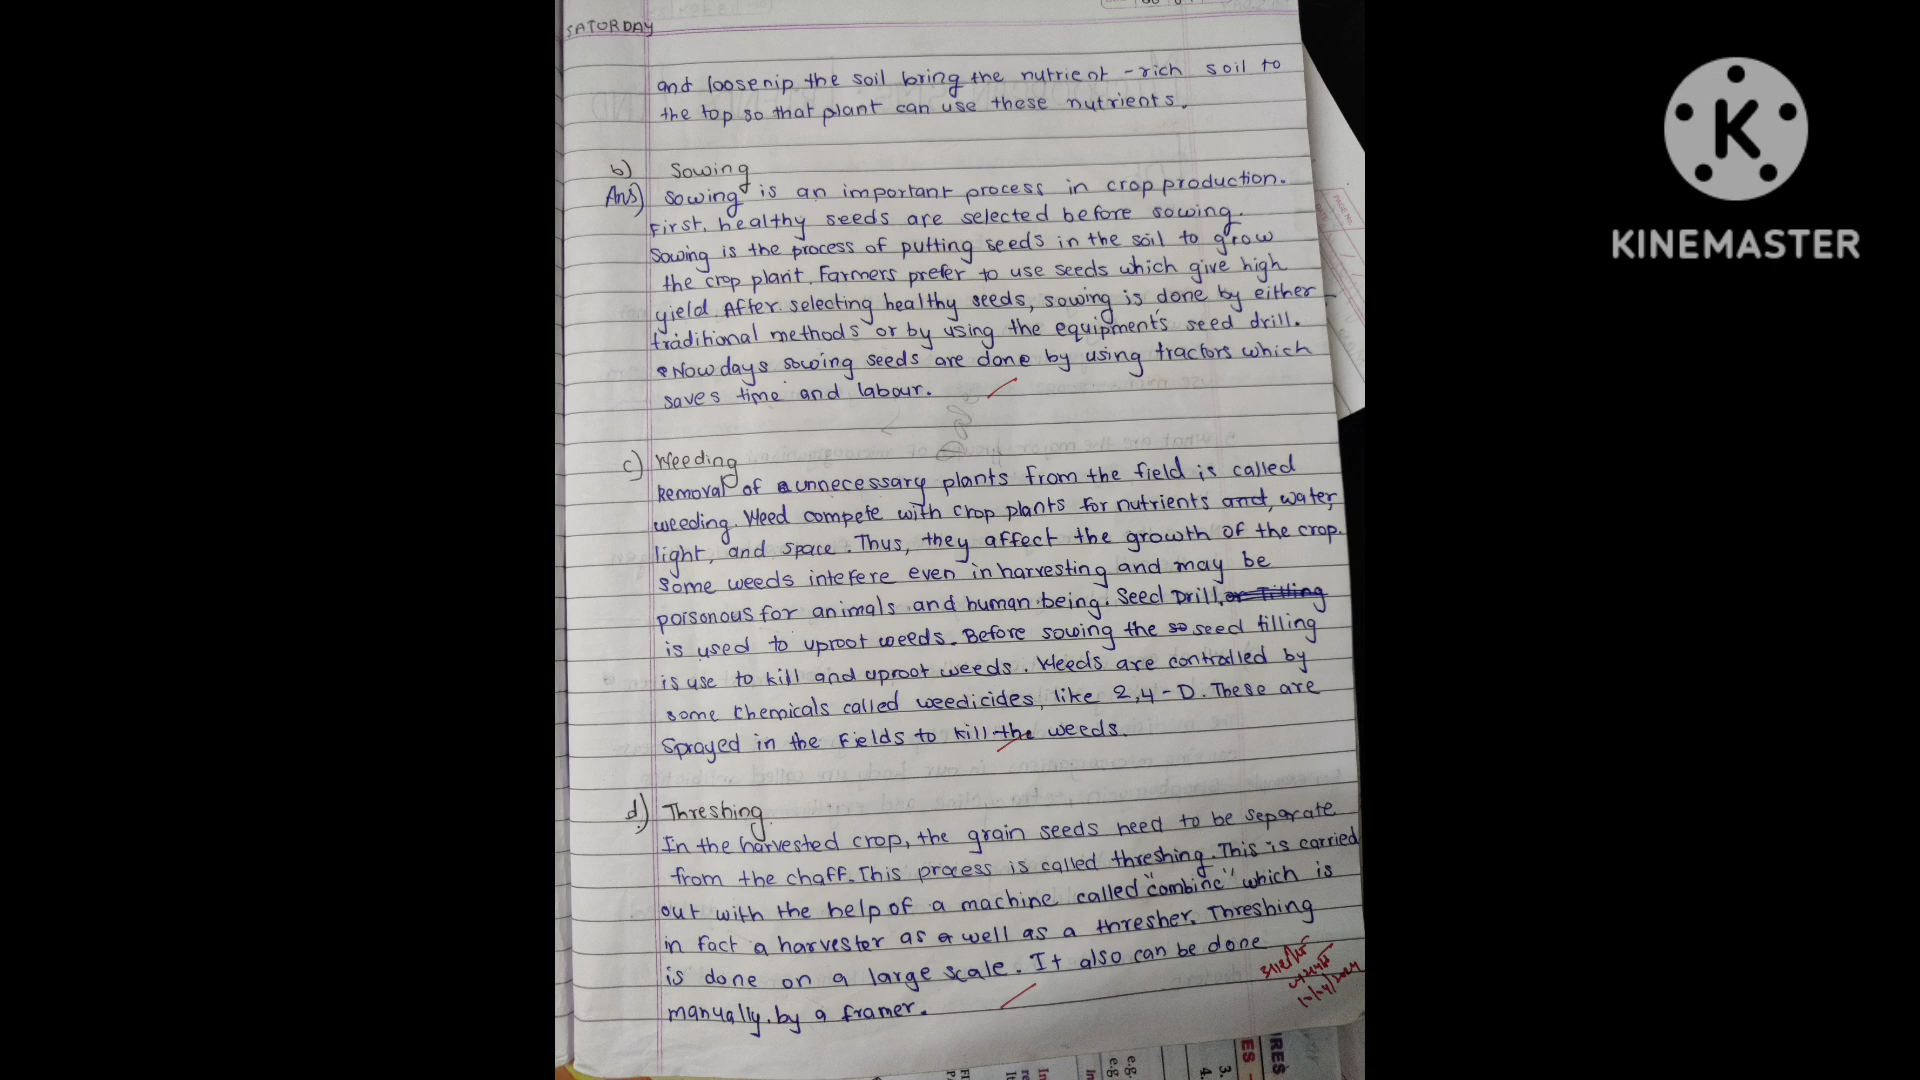 SATORDAY
and loosenip the soil bring the nutrient - rich soil to
the top so that plant can use these nutrients.
b) Sowing
Ans) Sowing is an important process in crop production.
First, healthy seeds are selected before sowing.
Sowing is the process of putting seeds in the soil to grow
the crop plant. Farmers prefer to use seeds which give high
yield. After selecting healthy seeds, sowing is done by either
traditional methods or by using the equipments seed drill.
Now days sowing seeds are done by using tractors which
saves time and labour.
c) Weeding
Removal of unnecessary plants from the field is called
weeding. Weed compete with crop plants for nutrients and, water,
light, and space. Thus, they affect the growth of the crop.
some weeds intefere even in harvesting and may be
poisonous for animals and human being. Seed Drill, or Tilling
is used to uproot weeds. Before sowing the so seed tilling
is use to kill and uproot weeds. Weeds are controlled by
some chemicals called weedicides, like 2,4-D. These are
sprayed in the fields to kill the weeds.
d) Threshing
In the harvested crop, the grain seeds need to be separate
from the chaff. This process is called threshing. This is carried
out with the help of a machine called "combine" which is
in fact a harvester as well as a thresher. Threshing
is done on a large scale. It also can be done
manually by a framer.
KINEMASTER